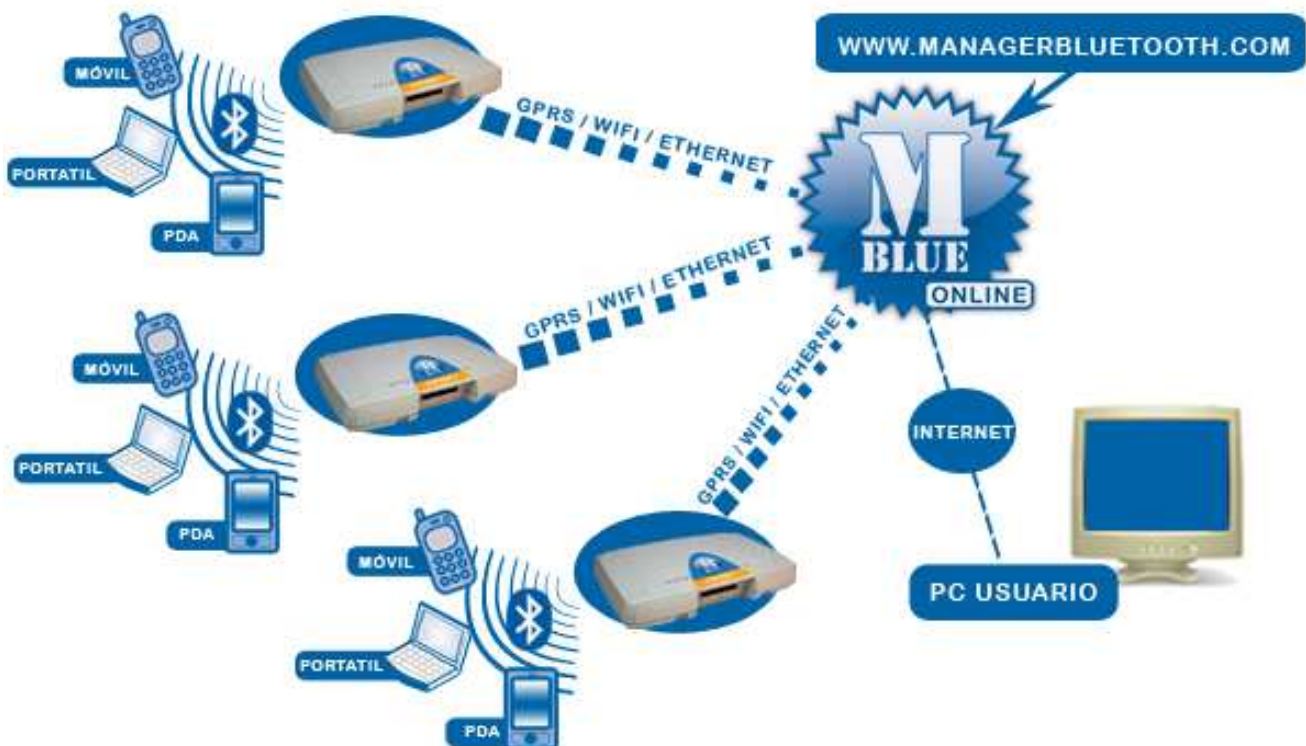 WWW.MANAGERBLUETOOTH.COM
MÓVIL
PORTATIL
PDA
GPRS / WIFI / ETHERNET
M
BLUE
ONLINE
MÓVIL
PORTATIL
PDA
GPRS / WIFI / ETHERNET
MÓVIL
PORTATIL
PDA
GPRS / WIFI / ETHERNET
INTERNET
PC USUARIO